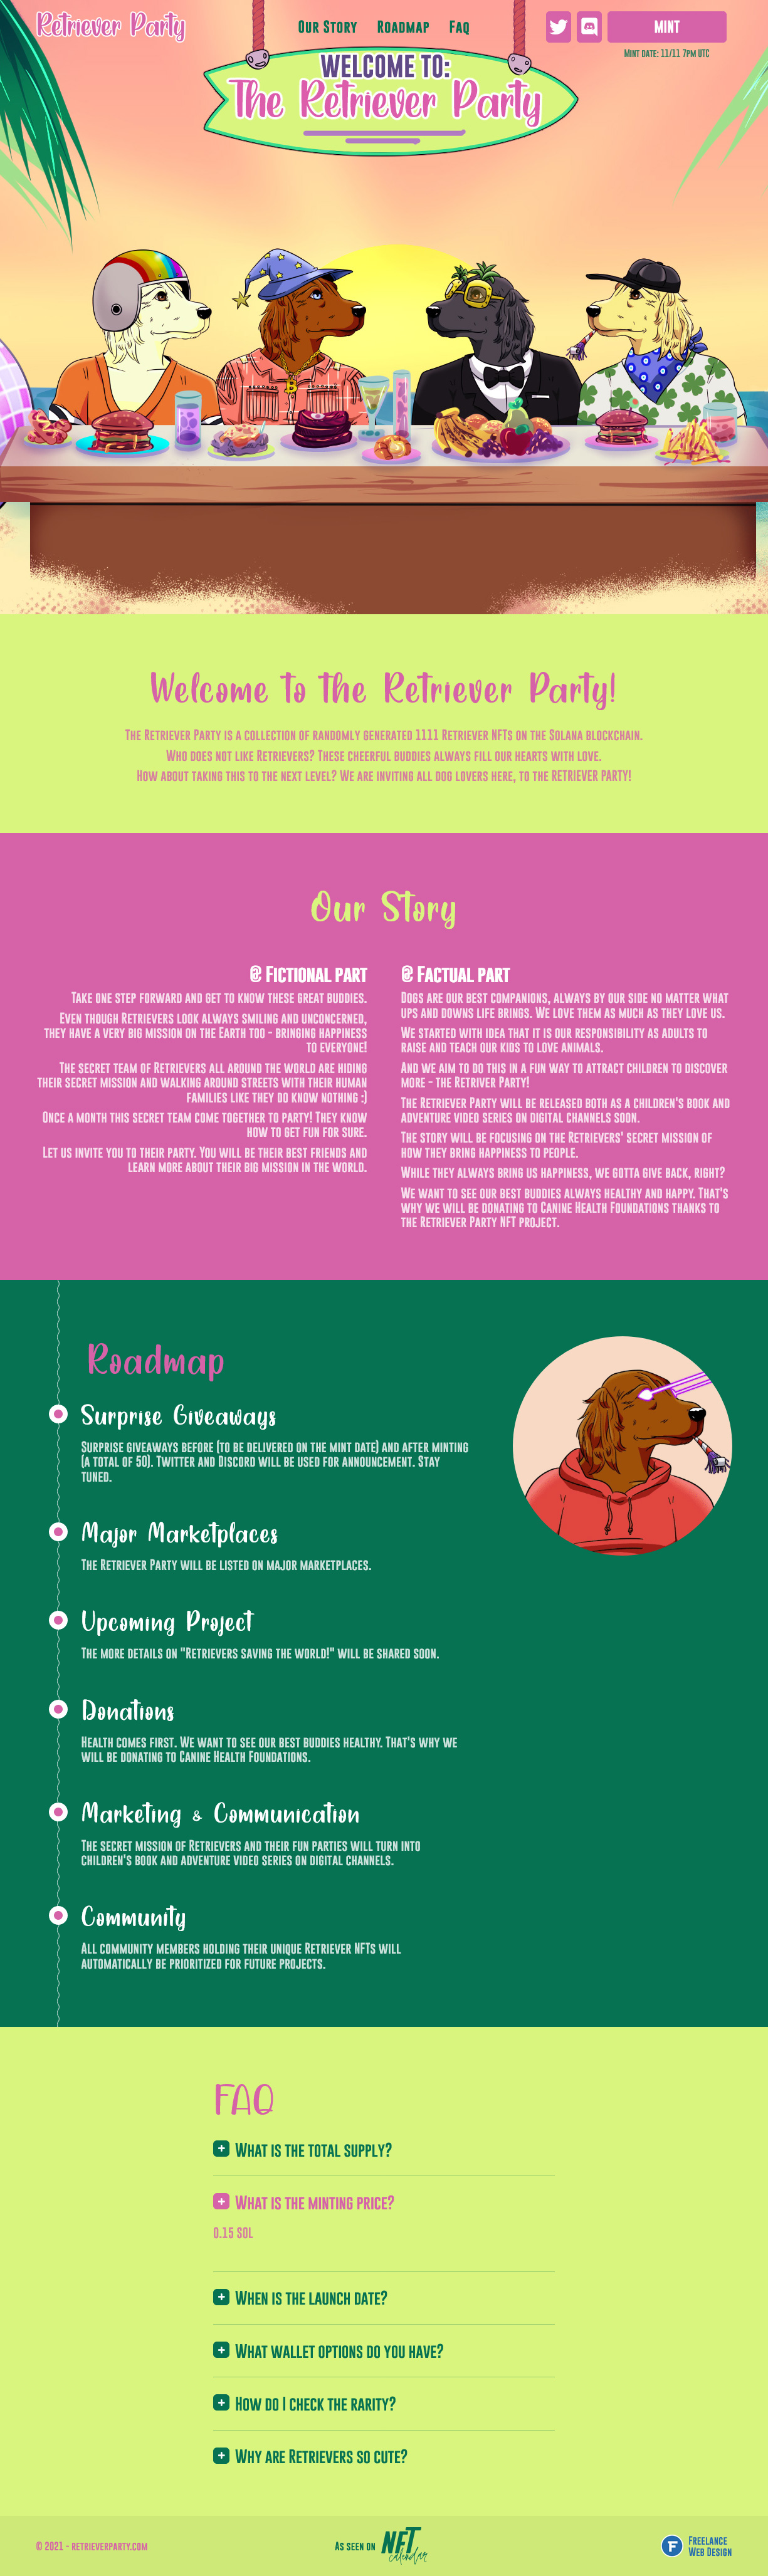 Retriever Party
Our Story Roadmap Faq
MINT
Mint date: 11/11 7pm UTC
WELCOME TO:
The Retriever Party
Welcome to the Retriever Party!
The Retriever Party is a collection of randomly generated 1111 Retriever NFTs on the Solana blockchain.
Who does not like Retrievers? These cheerful buddies always fill our hearts with love.
How about taking this to the next level? We are inviting all dog lovers here, to the RETRIEVER PARTY!
Our Story
@ Fictional part
Take one step forward and get to know these great buddies.
Even though Retrievers look always smiling and unconcerned,
they have a very big mission on the Earth too - bringing happiness
to everyone!
The secret team of Retrievers all around the world are hiding
their secret mission and walking around streets with their human
families like they do know nothing :)
Once a month this secret team come together to party! They know
how to get fun for sure.
Let us invite you to their party. You will be their best friends and
learn more about their big mission in the world.
@ Factual part
Dogs are our best companions, always by our side no matter what
ups and downs life brings. We love them as much as they love us.
We started with idea that it is our responsibility as adults to
raise and teach our kids to love animals.
And we aim to do this in a fun way to attract children to discover
more - the Retriver Party!
The Retriever Party will be released both as a children's book and
adventure video series on digital channels soon.
The story will be focusing on the Retrievers' secret mission of
how they bring happiness to people.
While they always bring us happiness, we gotta give back, right?
We want to see our best buddies always healthy and happy. That's
why we will be donating to Canine Health Foundations thanks to
the Retriever Party NFT project.
Roadmap
Surprise Giveaways
Surprise giveaways before (to be delivered on the mint date) and after minting
(a total of 50). Twitter and Discord will be used for announcement. Stay
tuned.
Major Marketplaces
The Retriever Party will be listed on major marketplaces.
Upcoming Project
The more details on "Retrievers saving the world!" will be shared soon.
Donations
Health comes first. We want to see our best buddies healthy. That's why we
will be donating to Canine Health Foundations.
Marketing & Communication
The secret mission of Retrievers and their fun parties will turn into
children's book and adventure video series on digital channels.
Community
All community members holding their unique Retriever NFTs will
automatically be prioritized for future projects.
FAQ
What is the total supply?
What is the minting price?
0.15 SOL
When is the launch date?
What wallet options do you have?
How do I check the rarity?
Why are Retrievers so cute?
© 2021 - retrieverparty.com
As seen on NFT calendar
F Freelance
Web Design